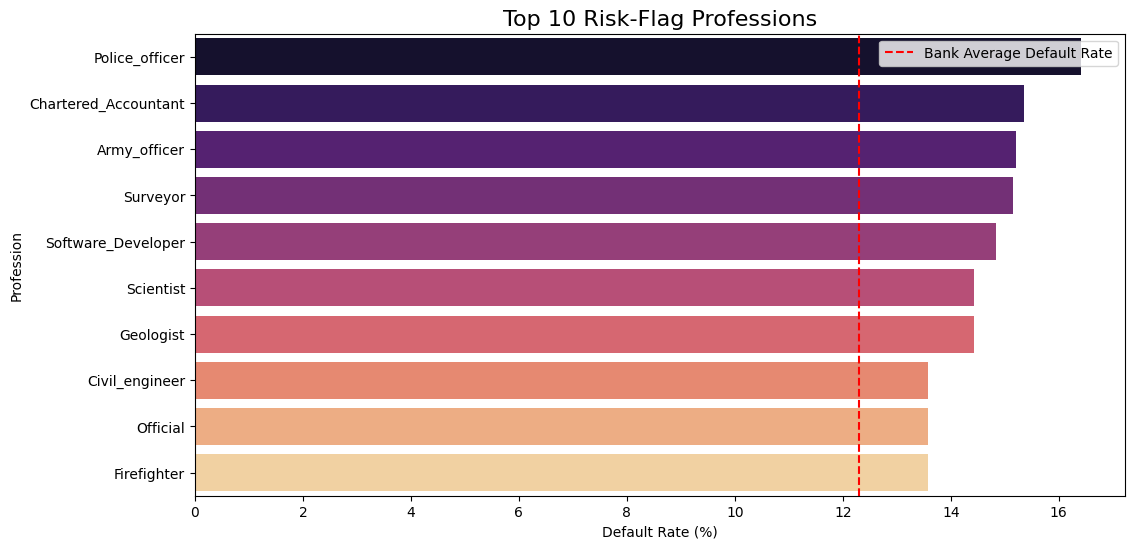 Top 10 Risk-Flag Professions
Bank Average Default Rate
Profession
Police_officer
Chartered_Accountant
Army_officer
Surveyor
Software_Developer
Scientist
Geologist
Civil_engineer
Official
Firefighter
0 2 4 6 8 10 12 14 16
Default Rate (%)